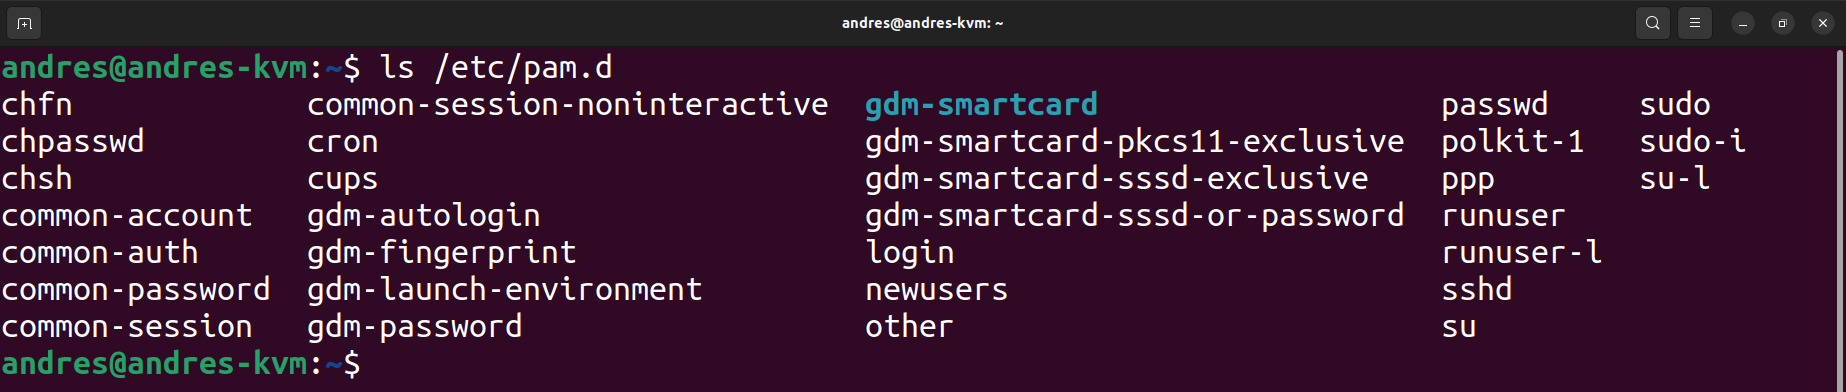 andres@andres-kvm: ~
andres@andres-kvm:~$ ls /etc/pam.d
chfn common-session-noninteractive gdm-smartcard passwd sudo
chpasswd cron gdm-smartcard-pkcs11-exclusive polkit-1 sudo-i
chsh cups gdm-smartcard-sssd-exclusive ppp su-l
common-account gdm-autologin gdm-smartcard-sssd-or-password runuser
common-auth gdm-fingerprint login runuser-l
common-password gdm-launch-environment newusers sshd
common-session gdm-password other su
andres@andres-kvm:~$